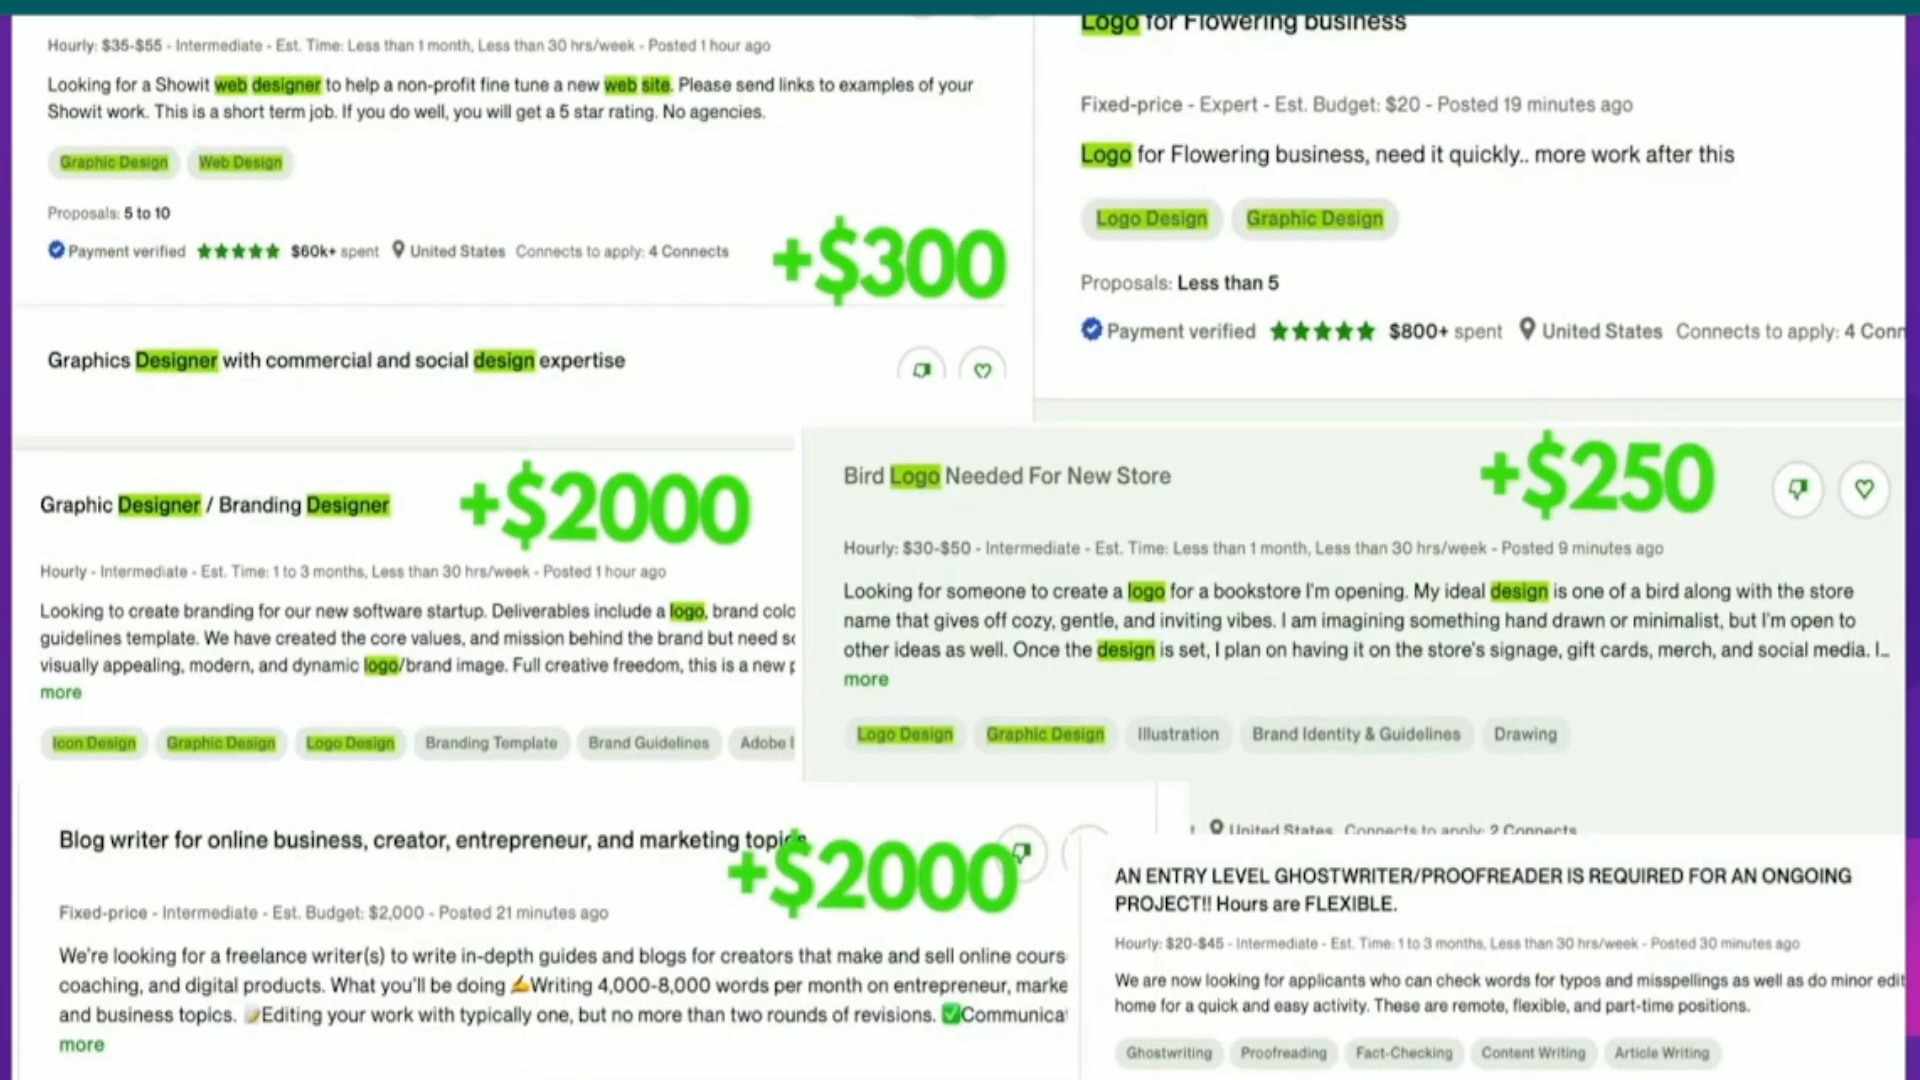 Hourly: $35-$55 - Intermediate - Est. Time: Less than 1 month, Less than 30 hrs/week - Posted 1 hour ago
Looking for a Showit web designer to help a non-profit fine tune a new web site. Please send links to examples of your
Showit work. This is a short term job. If you do well, you will get a 5 star rating. No agencies.
Graphic Design
Web Design
Proposals: 5 to 10
Payment verified $60k+ spent United States Connects to apply: 4 Connects
+$300
Graphics Designer with commercial and social design expertise
Logo for Flowering business
Fixed-price - Expert - Est. Budget: $20 - Posted 19 minutes ago
Logo for Flowering business, need it quickly.. more work after this
Logo Design
Graphic Design
Proposals: Less than 5
Payment verified $800+ spent United States Connects to apply: 4 Conn
Graphic Designer / Branding Designer
+$2000
Hourly - Intermediate - Est. Time: 1 to 3 months, Less than 30 hrs/week - Posted 1 hour ago
Looking to create branding for our new software startup. Deliverables include a logo, brand colo
guidelines template. We have created the core values, and mission behind the brand but need so
visually appealing, modern, and dynamic logo/brand image. Full creative freedom, this is a new p
more
Icon Design
Graphic Design
Logo Design
Branding Template
Brand Guidelines
Adobe I
Bird Logo Needed For New Store
+$250
Hourly: $30-$50 - Intermediate - Est. Time: Less than 1 month, Less than 30 hrs/week - Posted 9 minutes ago
Looking for someone to create a logo for a bookstore I'm opening. My ideal design is one of a bird along with the store
name that gives off cozy, gentle, and inviting vibes. I am imagining something hand drawn or minimalist, but I'm open to
other ideas as well. Once the design is set, I plan on having it on the store's signage, gift cards, merch, and social media. I...
more
Logo Design
Graphic Design
Illustration
Brand Identity & Guidelines
Drawing
Blog writer for online business, creator, entrepreneur, and marketing topics
+$2000
Fixed-price - Intermediate - Est. Budget: $2,000 - Posted 21 minutes ago
We're looking for a freelance writer(s) to write in-depth guides and blogs for creators that make and sell online cours
coaching, and digital products. What you'll be doing ✍️Writing 4,000-8,000 words per month on entrepreneur, marke
and business topics. 📝Editing your work with typically one, but no more than two rounds of revisions. ✅Communica
more
United States Connects to apply: 2 Connects
AN ENTRY LEVEL GHOSTWRITER/PROOFREADER IS REQUIRED FOR AN ONGOING
PROJECT!! Hours are FLEXIBLE.
Hourly: $20-$45 - Intermediate - Est. Time: 1 to 3 months, Less than 30 hrs/week - Posted 30 minutes ago
We are now looking for applicants who can check words for typos and misspellings as well as do minor edit
home for a quick and easy activity. These are remote, flexible, and part-time positions.
Ghostwriting
Proofreading
Fact-Checking
Content Writing
Article Writing